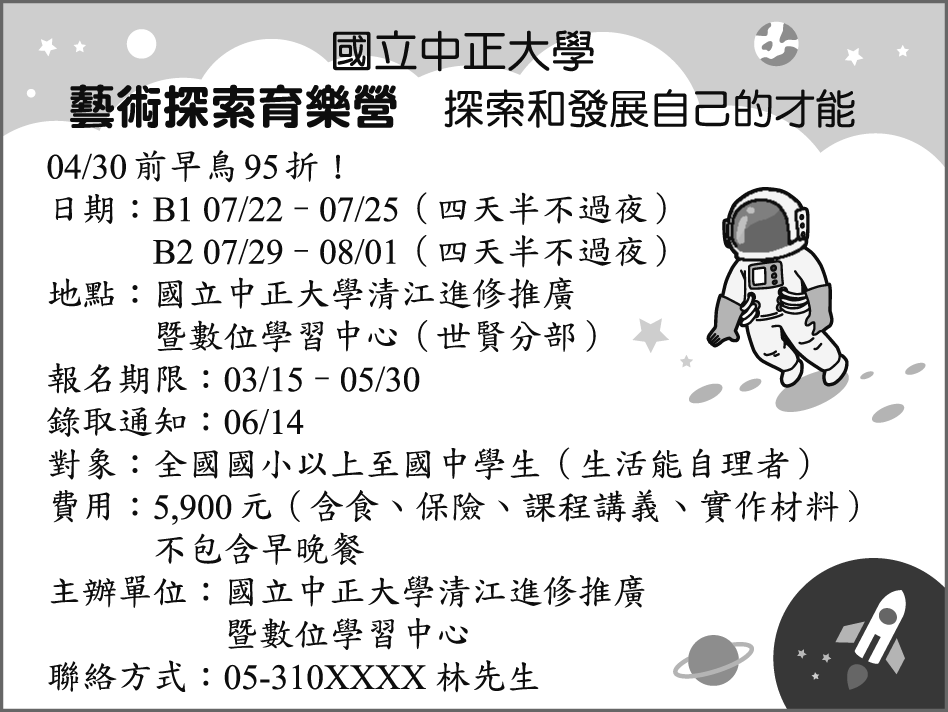 國立中正大學
藝術探索育樂營 探索和發展自己的才能
04/30 前早鳥 95 折！
日期：B1 07/22－07/25（四天半不過夜）
B2 07/29－08/01（四天半不過夜）
地點：國立中正大學清江進修推廣
暨數位學習中心（世賢分部）
報名期限：03/15－05/30
錄取通知：06/14
對象：全國國小以上至國中學生（生活能自理者）
費用：5,900 元（含食、保險、課程講義、實作材料）
不包含早晚餐
主辦單位：國立中正大學清江進修推廣
暨數位學習中心
聯絡方式：05-310XXXX 林先生